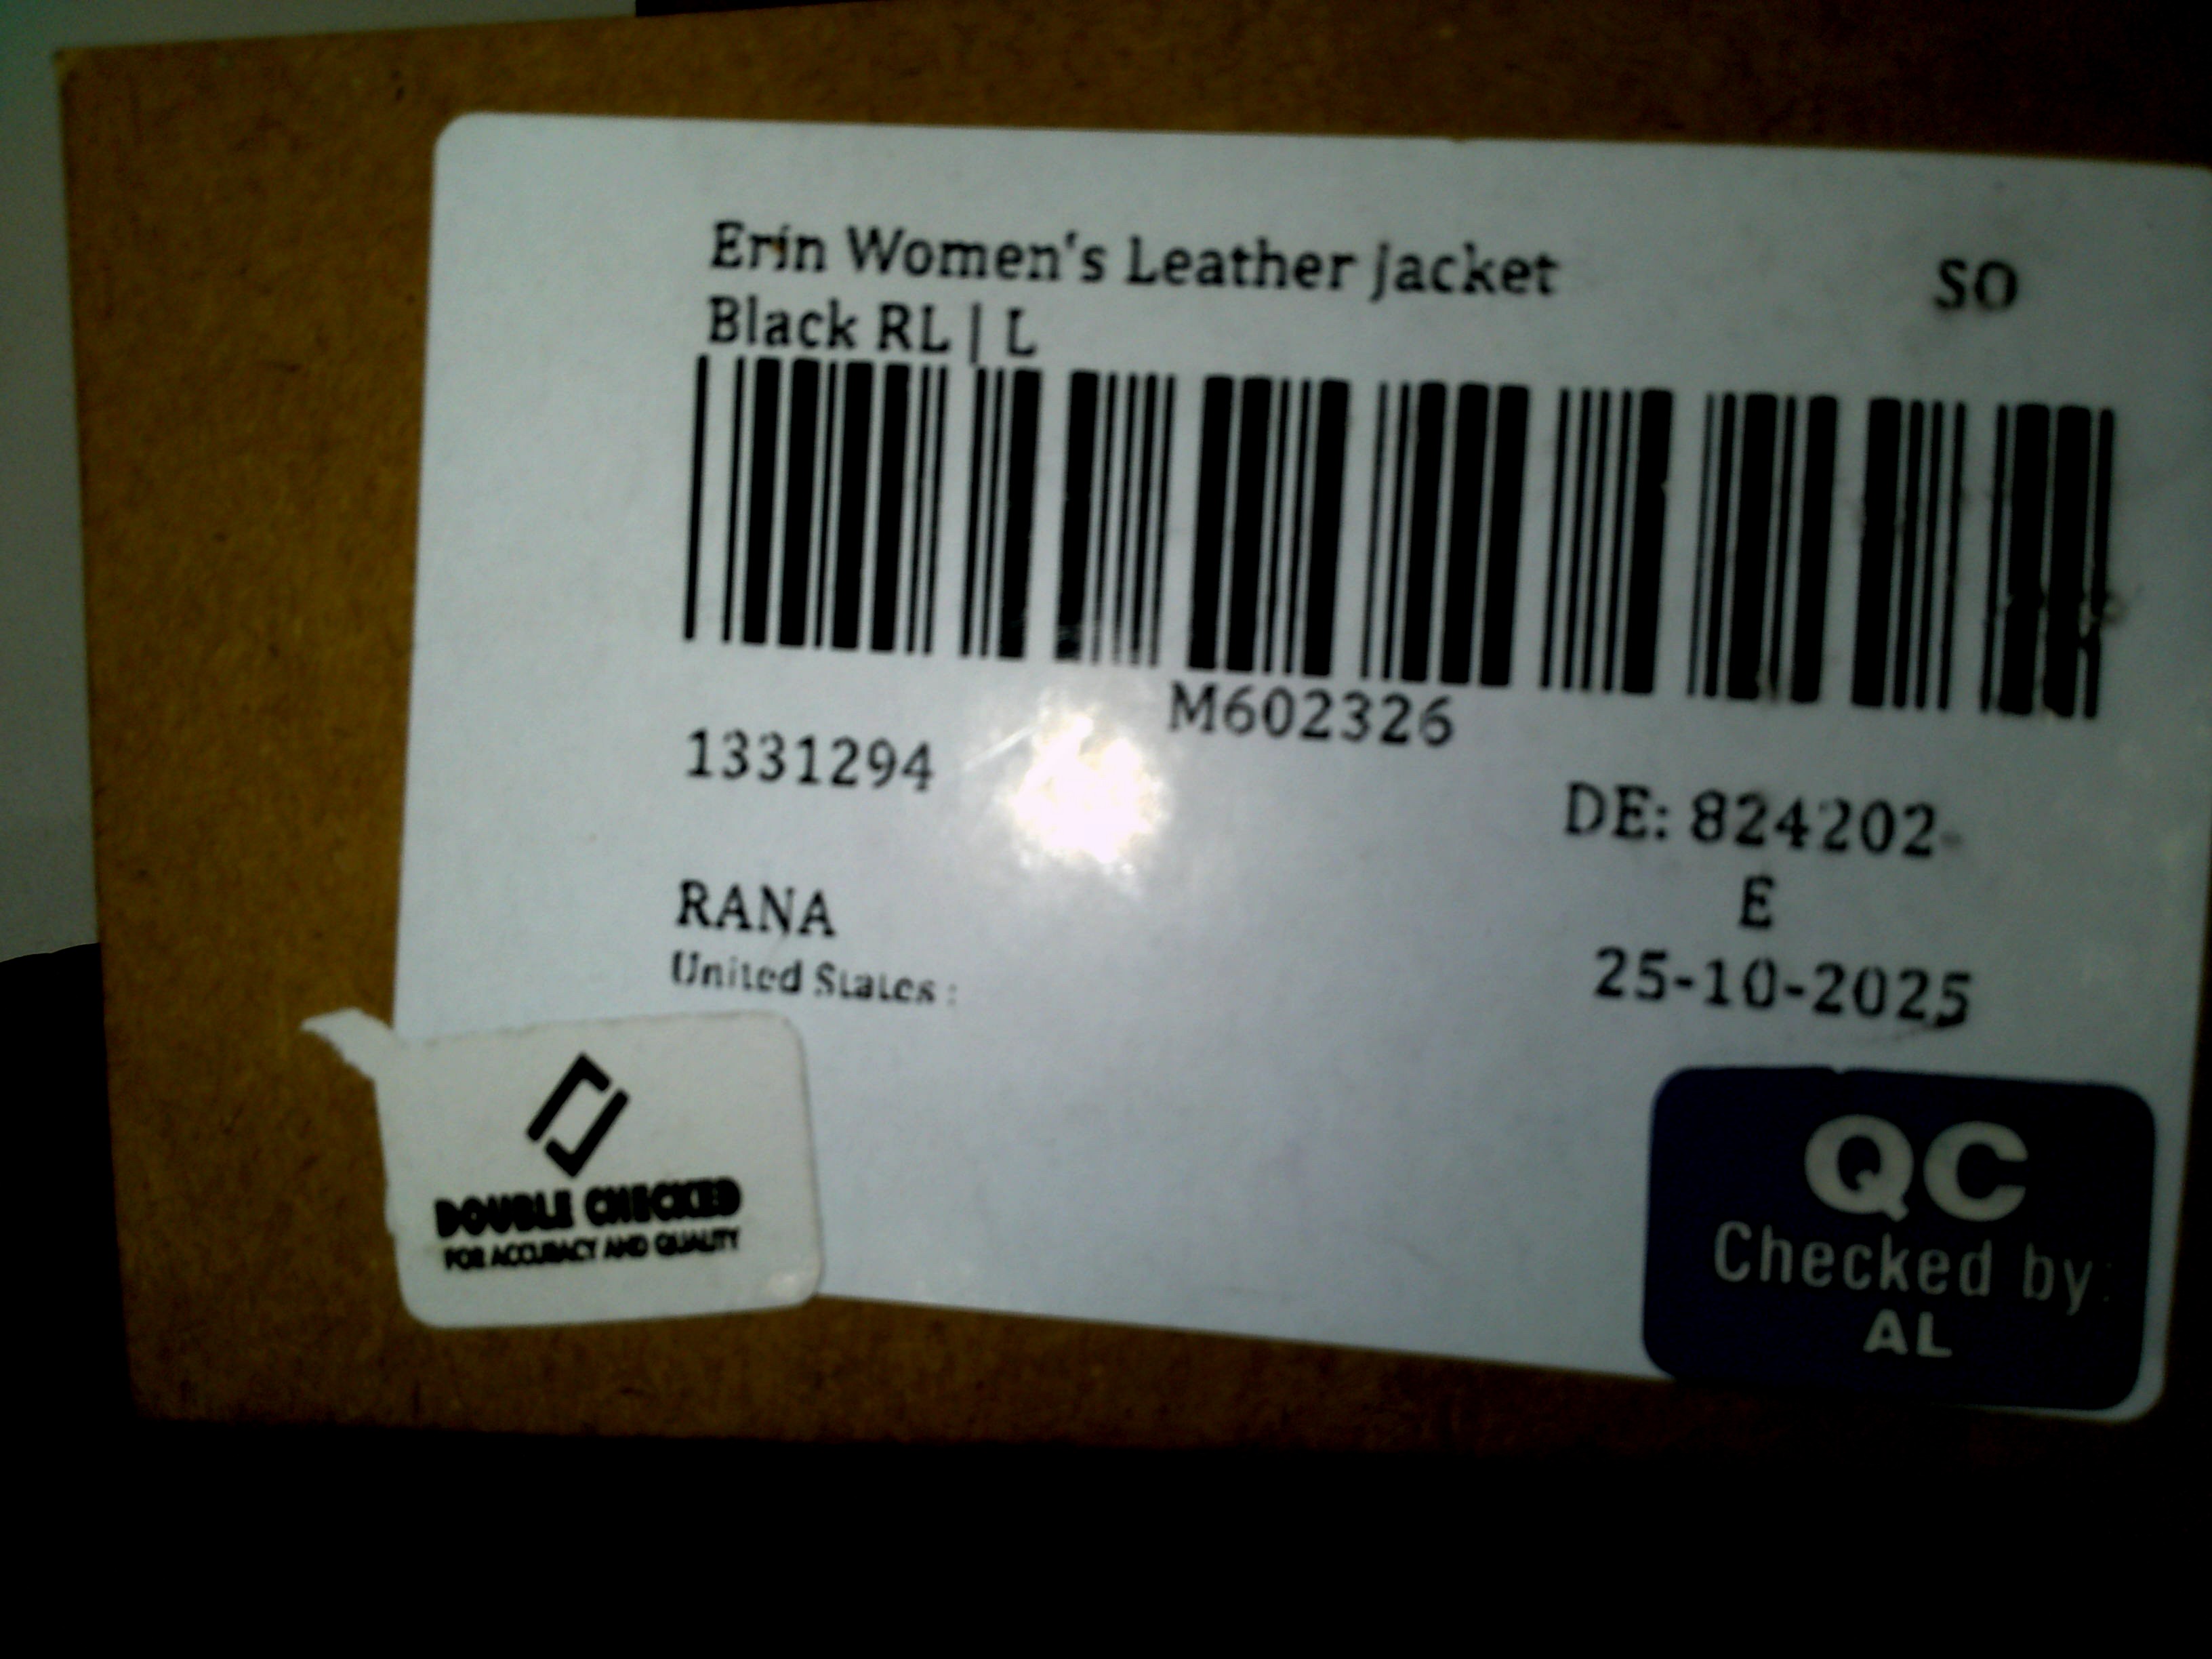 Erin Women's Leather Jacket
SO
Black RL | L
M602326
1331294
DE: 824202-
E
RANA
25-10-2025
United States :
DOUBLE CHECKED
FOR ACCURACY AND QUALITY
QC
Checked by:
AL